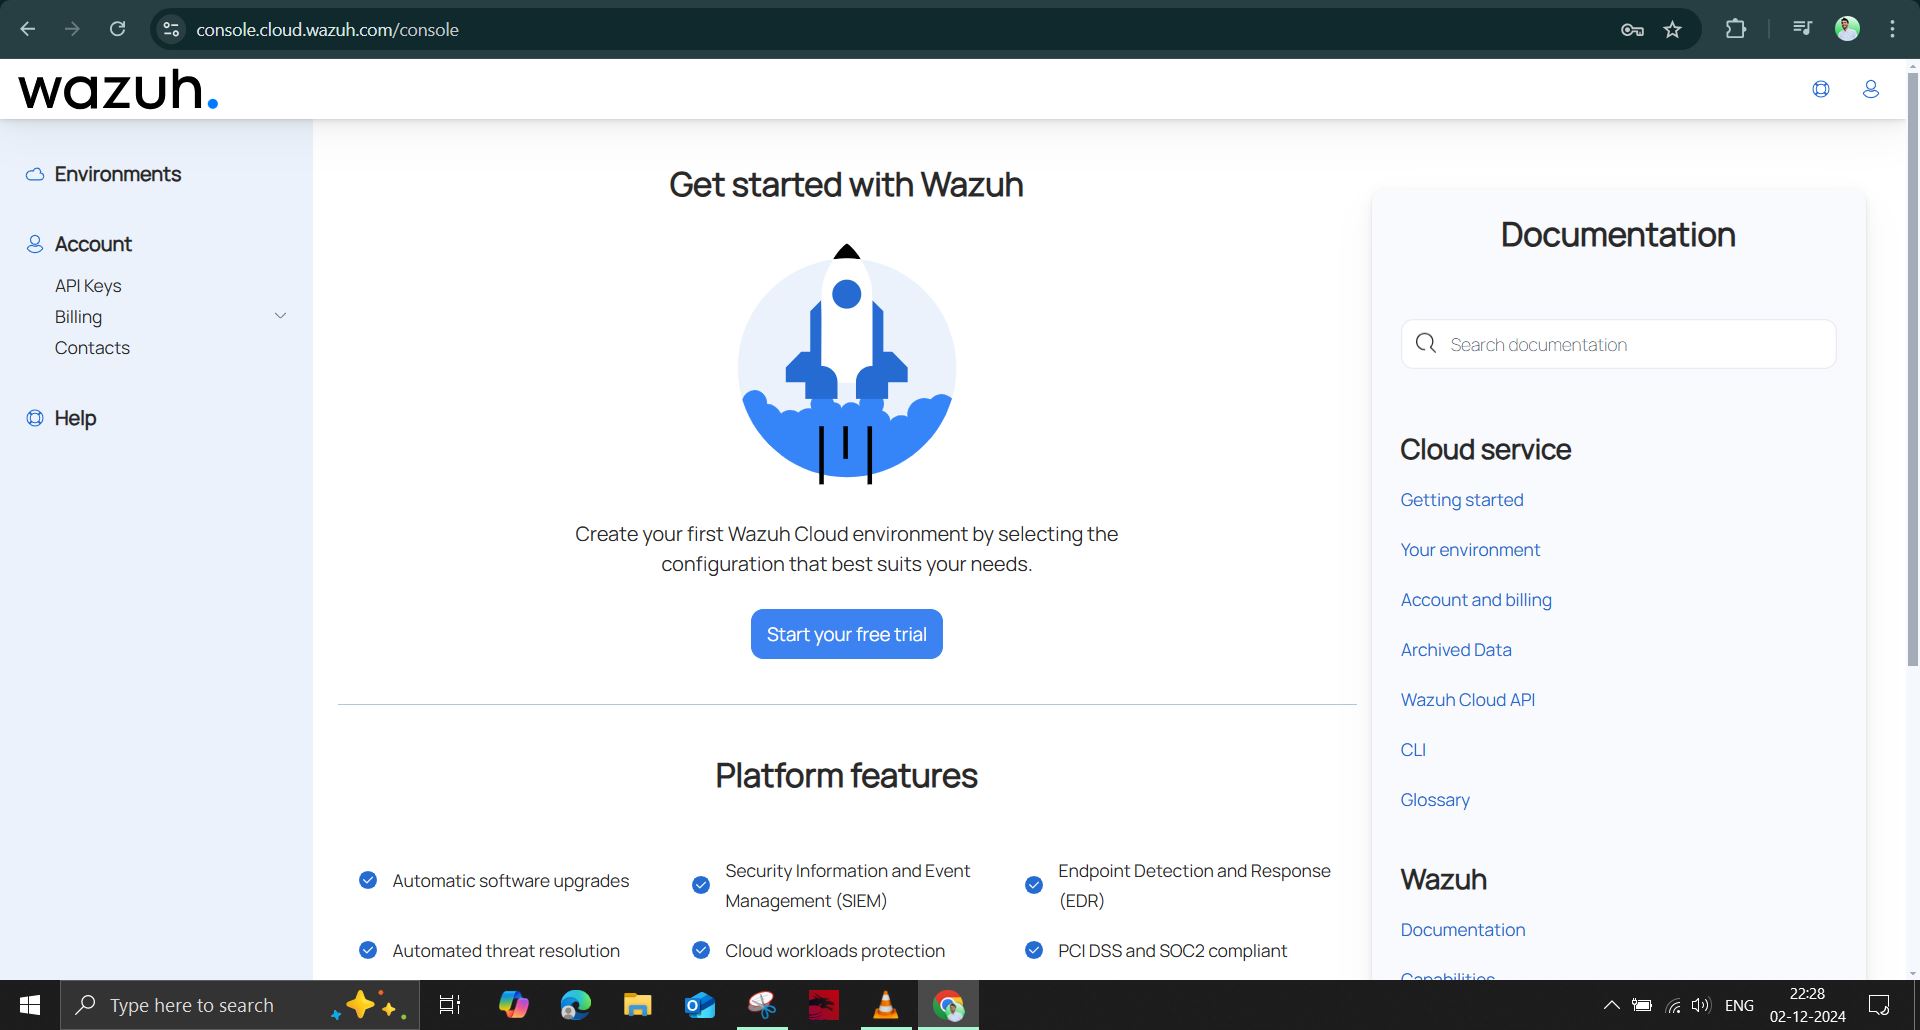 console.cloud.wazuh.com/console
wazuh.
Environments
Account
API Keys
Billing
Contacts
Help
Get started with Wazuh
Create your first Wazuh Cloud environment by selecting the
configuration that best suits your needs.
Start your free trial
Platform features
Automatic software upgrades
Security Information and Event
Management (SIEM)
Endpoint Detection and Response
(EDR)
Automated threat resolution
Cloud workloads protection
PCI DSS and SOC2 compliant
Documentation
Search documentation
Cloud service
Getting started
Your environment
Account and billing
Archived Data
Wazuh Cloud API
CLI
Glossary
Wazuh
Documentation
Capabilities
Type here to search
ENG
22:28
02-12-2024